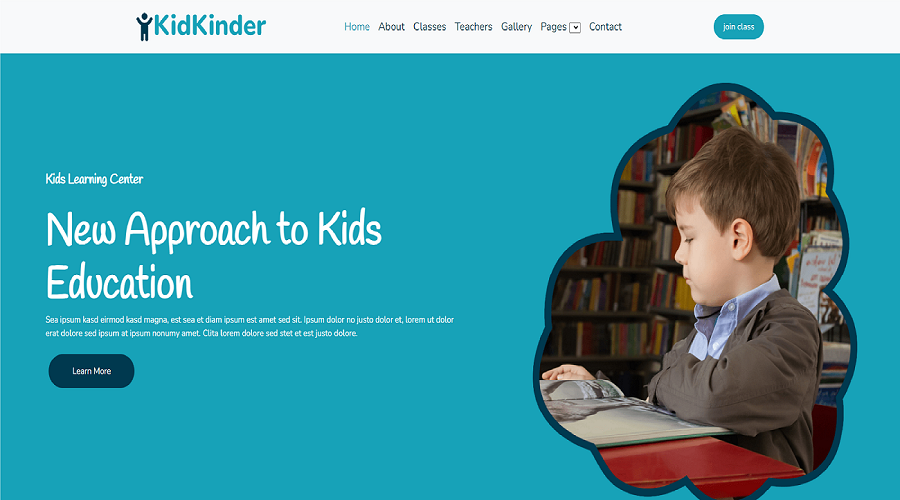 KidKinder
Home About Classes Teachers Gallery Pages Contact
join class
Kids Learning Center
New Approach to Kids
Education
Sea ipsum kasd eirmod kasd magna, est sea et diam ipsum est amet sed sit. Ipsum dolor no justo dolor et, lorem ut dolor
erat dolore sed ipsum at ipsum nonumy amet. Clita lorem dolore sed stet et est justo dolore.
Learn More